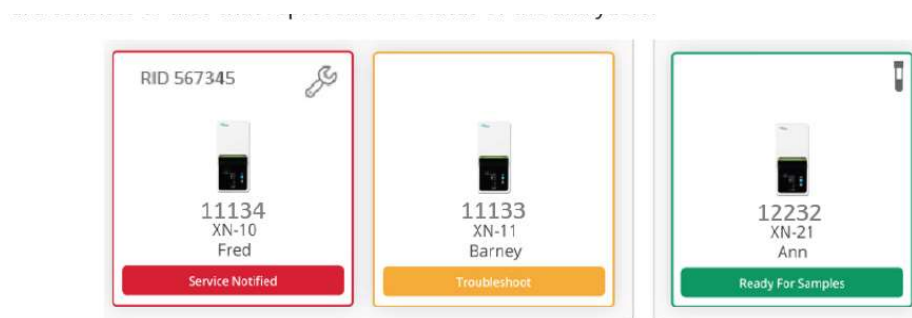 RID 567345
11134
XN-10
Fred
Service Notified
11133
XN-11
Barney
Troubleshoot
12232
XN-21
Ann
Ready For Samples